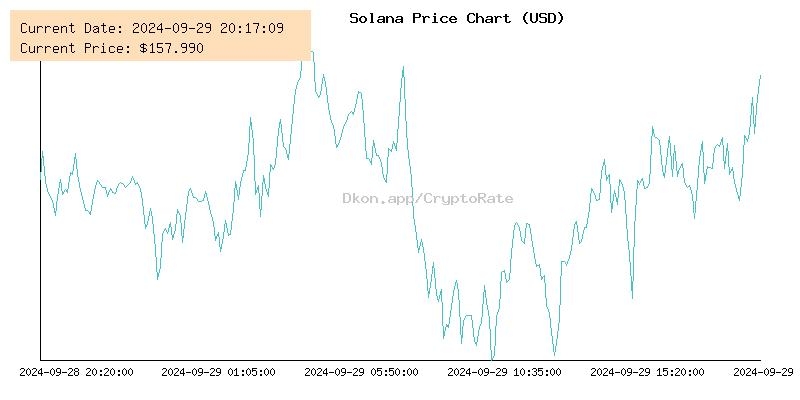 Solana Price Chart (USD)
Current Date: 2024-09-29 20:17:09
Current Price: $157.990
Dkon.app/CryptoRate
2024-09-28 20:20:00 2024-09-29 01:05:00 2024-09-29 05:50:00 2024-09-29 10:35:00 2024-09-29 15:20:00 2024-09-29